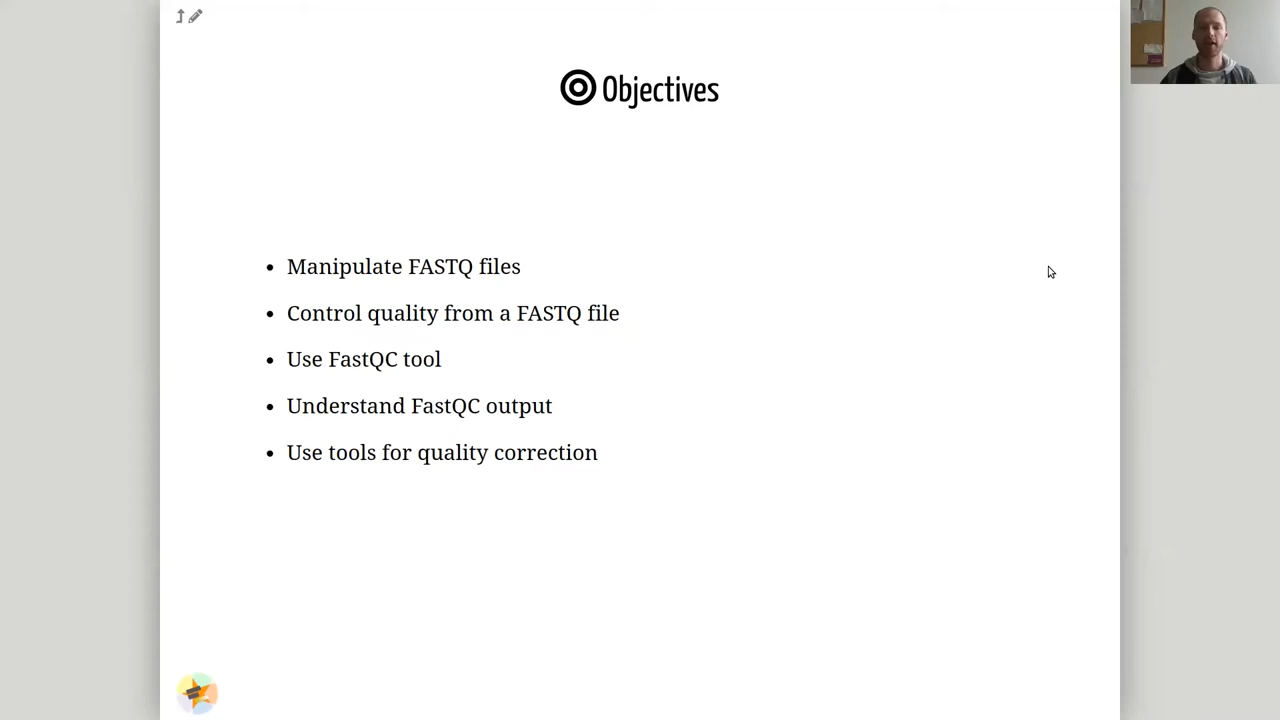 Objectives
Manipulate FASTQ files
Control quality from a FASTQ file
Use FastQC tool
Understand FastQC output
Use tools for quality correction